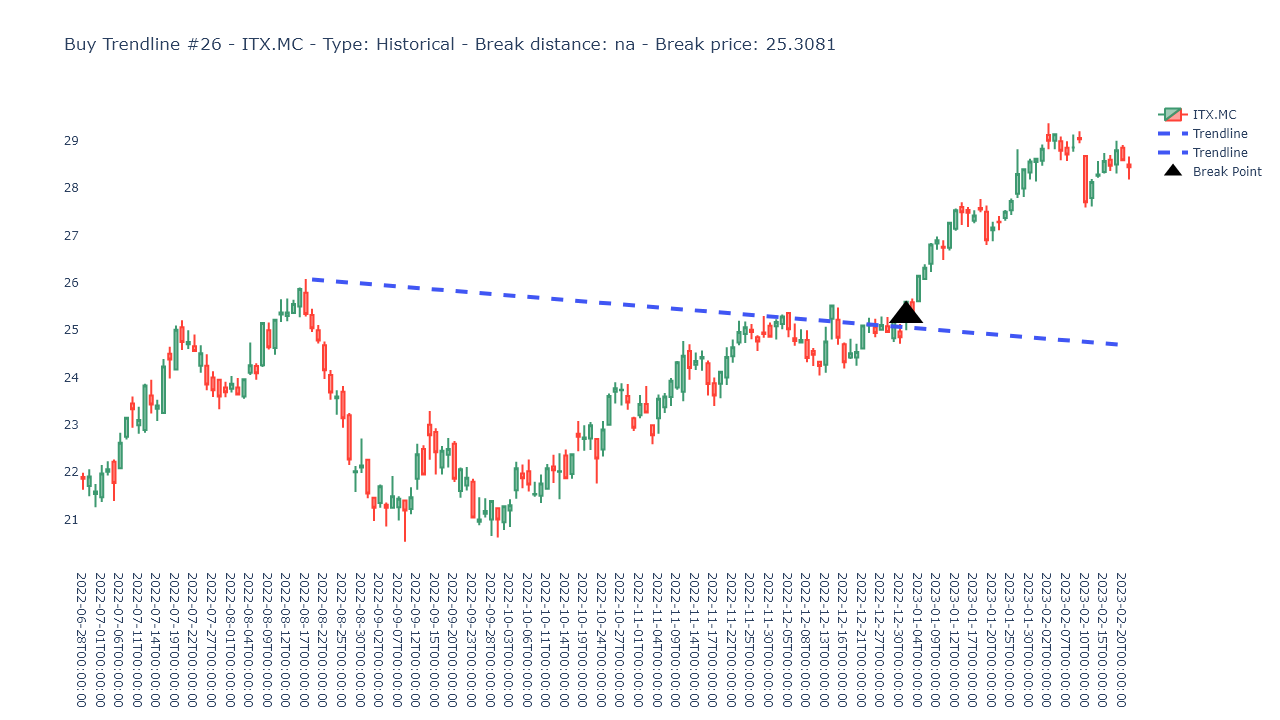 Buy Trendline #26 - ITX.MC - Type: Historical - Break distance: na - Break price: 25.3081
ITX.MC
Trendline
Trendline
Break Point
29
28
27
26
25
24
23
22
21
2022-06-28T00:00:00
2022-07-01T00:00:00
2022-07-06T00:00:00
2022-07-11T00:00:00
2022-07-14T00:00:00
2022-07-19T00:00:00
2022-07-22T00:00:00
2022-07-27T00:00:00
2022-08-01T00:00:00
2022-08-04T00:00:00
2022-08-09T00:00:00
2022-08-12T00:00:00
2022-08-17T00:00:00
2022-08-22T00:00:00
2022-08-25T00:00:00
2022-08-30T00:00:00
2022-09-02T00:00:00
2022-09-07T00:00:00
2022-09-12T00:00:00
2022-09-15T00:00:00
2022-09-20T00:00:00
2022-09-23T00:00:00
2022-09-28T00:00:00
2022-10-03T00:00:00
2022-10-06T00:00:00
2022-10-11T00:00:00
2022-10-14T00:00:00
2022-10-19T00:00:00
2022-10-24T00:00:00
2022-10-27T00:00:00
2022-11-01T00:00:00
2022-11-04T00:00:00
2022-11-09T00:00:00
2022-11-14T00:00:00
2022-11-17T00:00:00
2022-11-22T00:00:00
2022-11-25T00:00:00
2022-11-30T00:00:00
2022-12-05T00:00:00
2022-12-08T00:00:00
2022-12-13T00:00:00
2022-12-16T00:00:00
2022-12-21T00:00:00
2022-12-27T00:00:00
2022-12-30T00:00:00
2023-01-04T00:00:00
2023-01-09T00:00:00
2023-01-12T00:00:00
2023-01-17T00:00:00
2023-01-20T00:00:00
2023-01-25T00:00:00
2023-01-30T00:00:00
2023-02-02T00:00:00
2023-02-07T00:00:00
2023-02-10T00:00:00
2023-02-15T00:00:00
2023-02-20T00:00:00